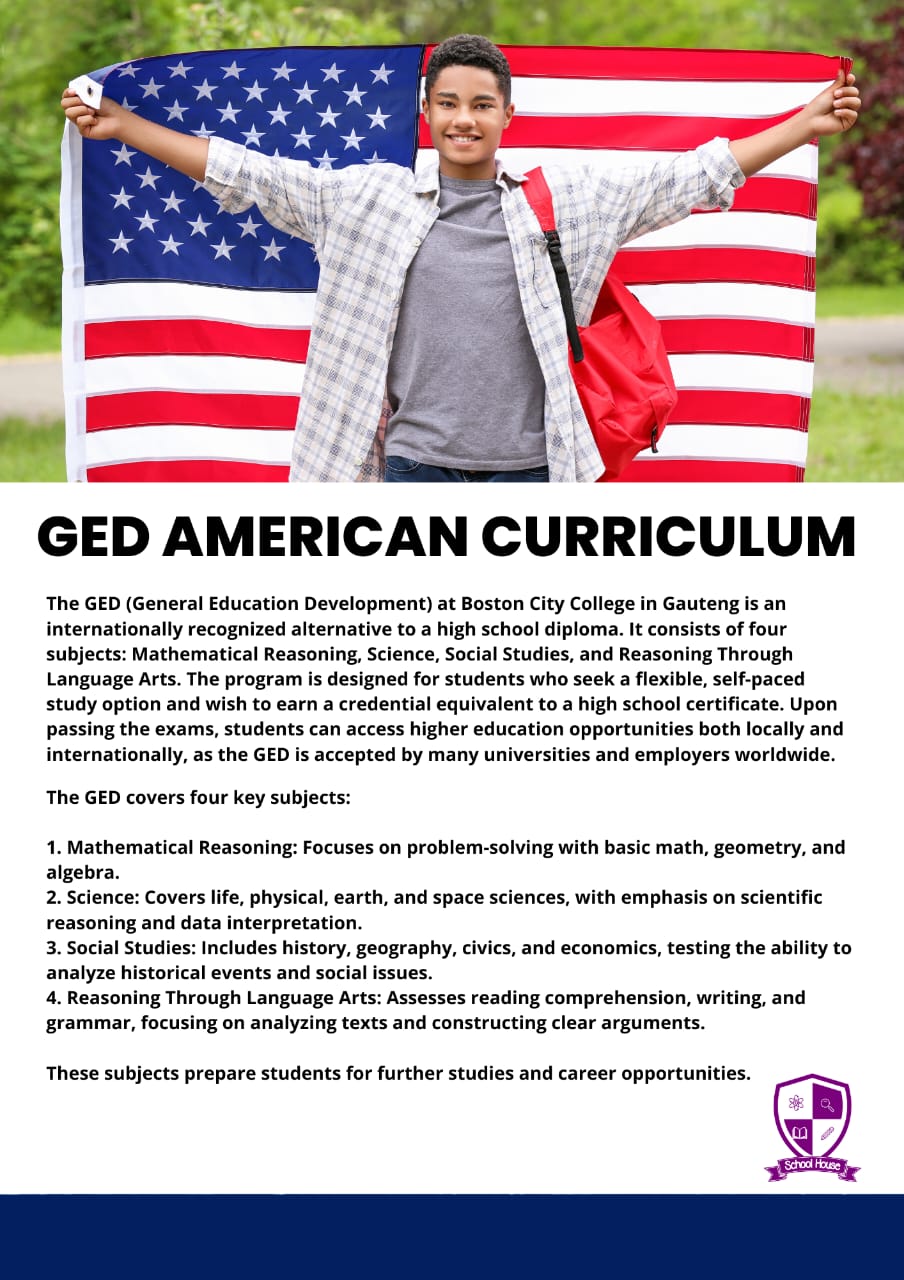 GED AMERICAN CURRICULUM
The GED (General Education Development) at Boston City College in Gauteng is an
internationally recognized alternative to a high school diploma. It consists of four
subjects: Mathematical Reasoning, Science, Social Studies, and Reasoning Through
Language Arts. The program is designed for students who seek a flexible, self-paced
study option and wish to earn a credential equivalent to a high school certificate. Upon
passing the exams, students can access higher education opportunities both locally and
internationally, as the GED is accepted by many universities and employers worldwide.
The GED covers four key subjects:
1. Mathematical Reasoning: Focuses on problem-solving with basic math, geometry, and
algebra.
2. Science: Covers life, physical, earth, and space sciences, with emphasis on scientific
reasoning and data interpretation.
3. Social Studies: Includes history, geography, civics, and economics, testing the ability to
analyze historical events and social issues.
4. Reasoning Through Language Arts: Assesses reading comprehension, writing, and
grammar, focusing on analyzing texts and constructing clear arguments.
These subjects prepare students for further studies and career opportunities.
School House